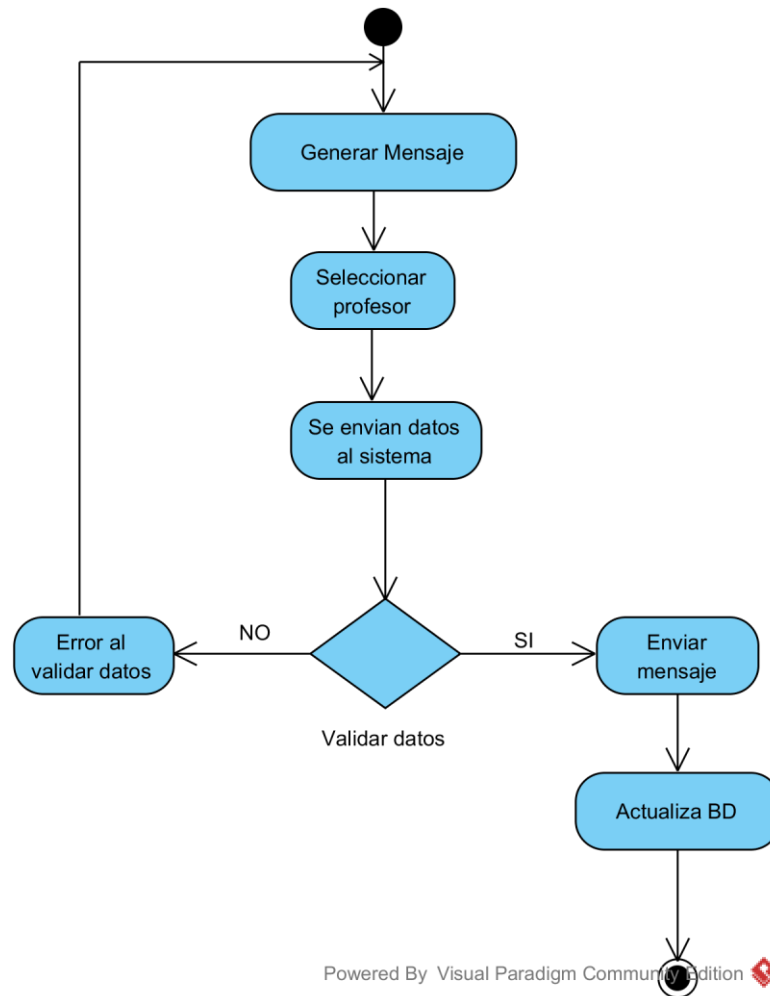 Generar Mensaje
Seleccionar
profesor
Se envian datos
al sistema
NO
SI
Error al
validar datos
Enviar
mensaje
Validar datos
Actualiza BD
Powered By Visual Paradigm Community Edition